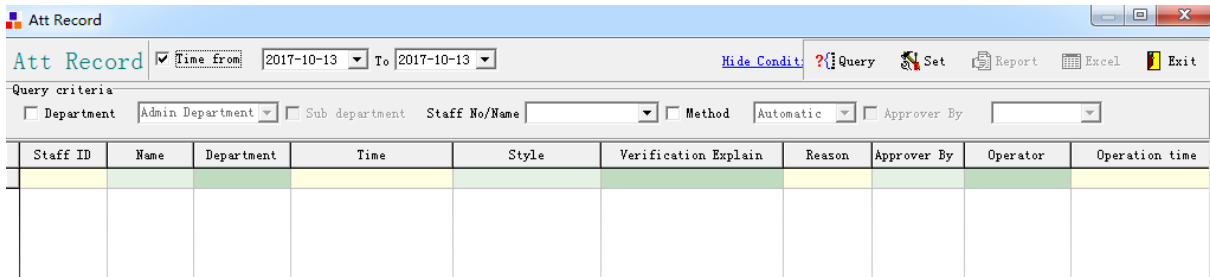 Att Record
Att Record Time from 2017-10-13 To 2017-10-13 Hide Condit: ?{} Query Set Report Excel Exit
Query criteria
Department Admin Department Sub department Staff No/Name Method Automatic Approver By
Staff ID Name Department Time Style Verification Explain Reason Approver By Operator Operation time